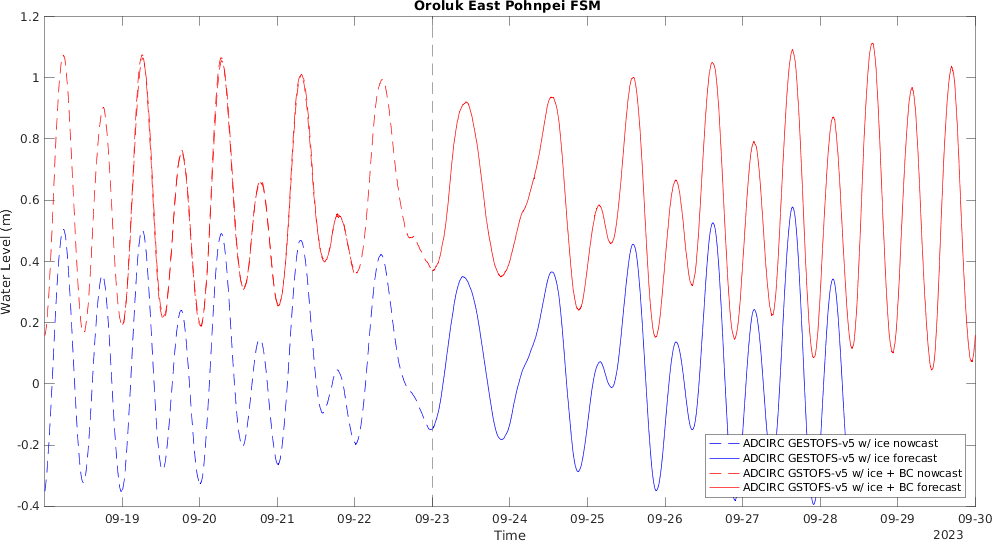 Oroluk East Pohnpei FSM
Water Level (m)
1.2
1
0.8
0.6
0.4
0.2
0
-0.2
-0.4
ADCIRC GESTOFS-v5 w/ ice nowcast
ADCIRC GESTOFS-v5 w/ ice forecast
ADCIRC GSTOFS-v5 w/ ice + BC nowcast
ADCIRC GSTOFS-v5 w/ ice + BC forecast
09-19 09-20 09-21 09-22 09-23 09-24 09-25 09-26 09-27 09-28 09-29 09-30
Time
2023